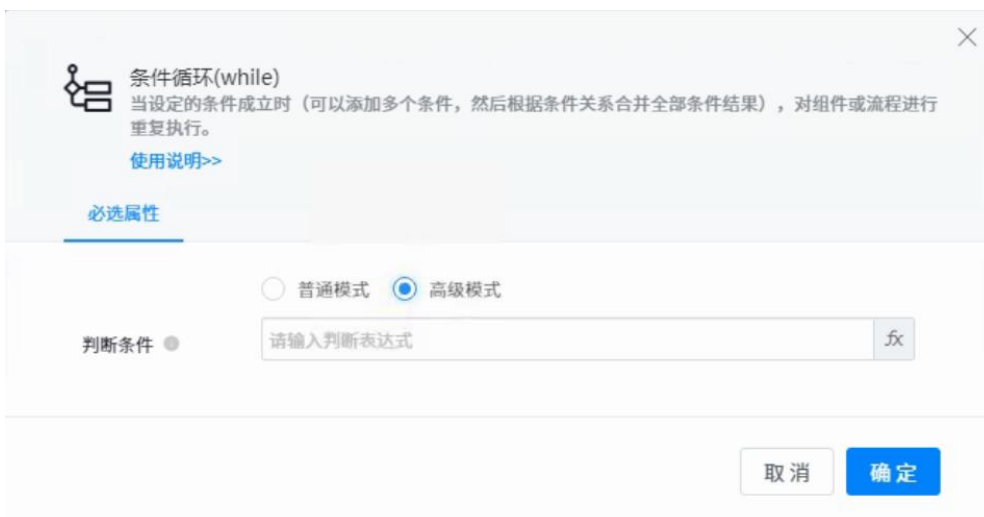 条件循环(while)
当设定的条件成立时（可以添加多个条件，然后根据条件关系合并全部条件结果），对组件或流程进行
重复执行。
使用说明>>
必选属性
普通模式 高级模式
判断条件 请输入判断表达式 fx
取消 确定